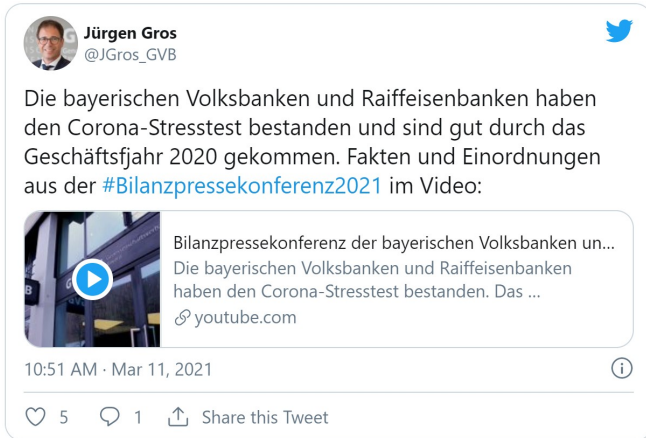 Jürgen Gros
@JGros_GVB
Die bayerischen Volksbanken und Raiffeisenbanken haben
den Corona-Stresstest bestanden und sind gut durch das
Geschäftsfjahr 2020 gekommen. Fakten und Einordnungen
aus der #Bilanzpressekonferenz2021 im Video:
Bilanzpressekonferenz der bayerischen Volksbanken un...
Die bayerischen Volksbanken und Raiffeisenbanken
haben den Corona-Stresstest bestanden. Das ...
youtube.com
10:51 AM · Mar 11, 2021
5 1 Share this Tweet